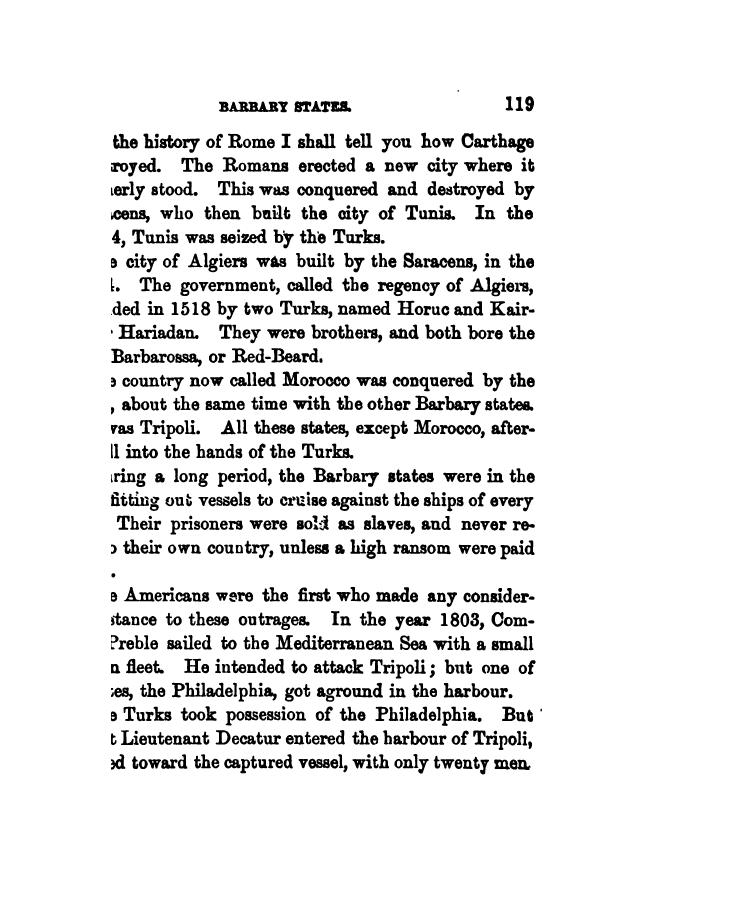 BARBARY STATES. 119
the history of Rome I shall tell you how Carthage
royed. The Romans erected a new city where it
erly stood. This was conquered and destroyed by
cens, who then built the city of Tunis. In the
4, Tunis was seized by the Turks.
e city of Algiers was built by the Saracens, in the
. The government, called the regency of Algiers,
ded in 1518 by two Turks, named Horuc and Kair-
Hariadan. They were brothers, and both bore the
Barbarossa, or Red-Beard.
e country now called Morocco was conquered by the
, about the same time with the other Barbary states.
was Tripoli. All these states, except Morocco, after-
ll into the hands of the Turks.
ring a long period, the Barbary states were in the
fitting out vessels to cruise against the ships of every
Their prisoners were sold as slaves, and never re-
o their own country, unless a high ransom were paid
.
e Americans were the first who made any consider-
stance to these outrages. In the year 1803, Com-
Preble sailed to the Mediterranean Sea with a small
n fleet. He intended to attack Tripoli; but one of
es, the Philadelphia, got aground in the harbour.
e Turks took possession of the Philadelphia. But
t Lieutenant Decatur entered the harbour of Tripoli,
ed toward the captured vessel, with only twenty men.